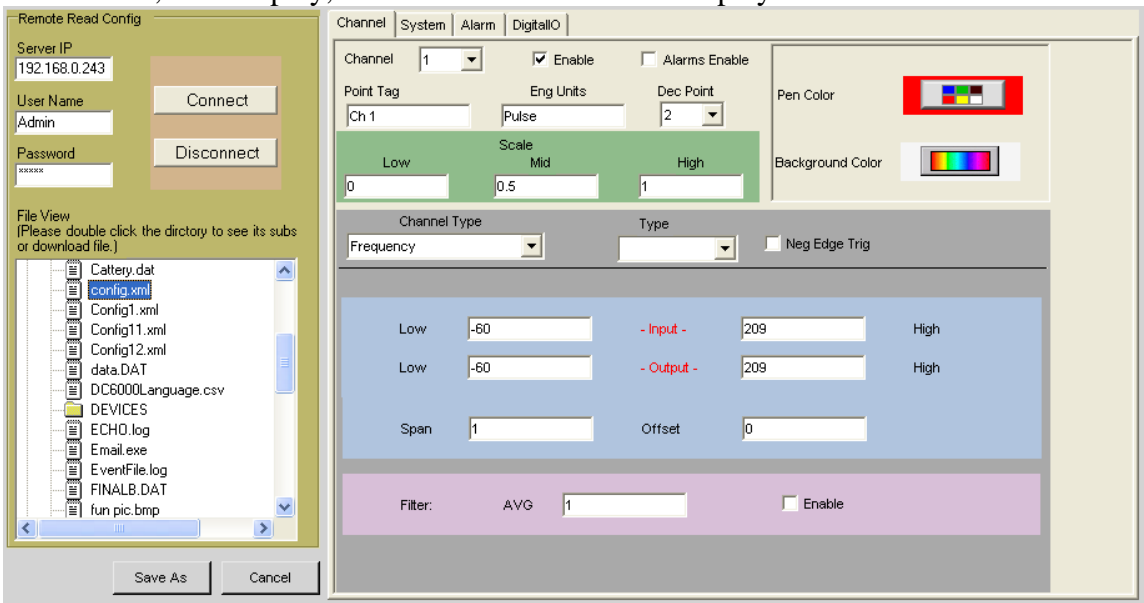 Remote Read Config
Server IP
192.168.0.243
User Name
Admin
Password
xxxxx
Connect
Disconnect
File View
(Please double click the dirctory to see its subs
or download file.)
Cattery.dat
config.xml
Config1.xml
Config11.xml
Config12.xml
data.DAT
DC6000Language.csv
DEVICES
ECHO.log
Email.exe
EventFile.log
FINALB.DAT
fun pic.bmp
Save As Cancel
Channel System Alarm DigitalIO
Channel 1 Enable Alarms Enable
Point Tag Eng Units Dec Point
Ch 1 Pulse 2
Scale
Low Mid High
0 0.5 1
Pen Color
Background Color
Channel Type Type
Frequency Neg Edge Trig
Low -60 - Input - 209 High
Low -60 - Output - 209 High
Span 1 Offset 0
Filter: AVG 1 Enable